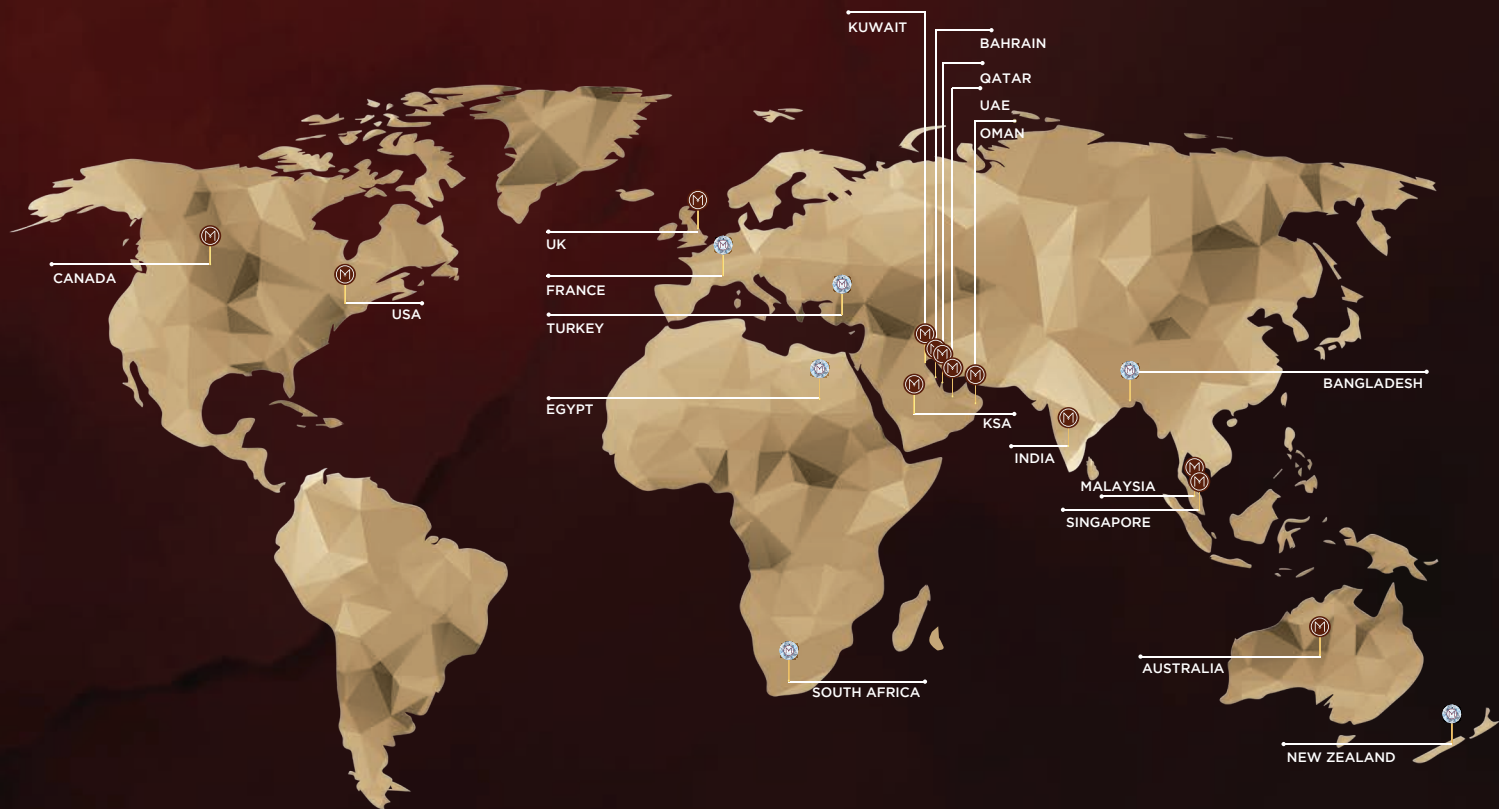 KUWAIT
BAHRAIN
QATAR
UAE
OMAN
UK
CANADA
FRANCE
USA
TURKEY
BANGLADESH
EGYPT
KSA
INDIA
MALAYSIA
SINGAPORE
AUSTRALIA
SOUTH AFRICA
NEW ZEALAND